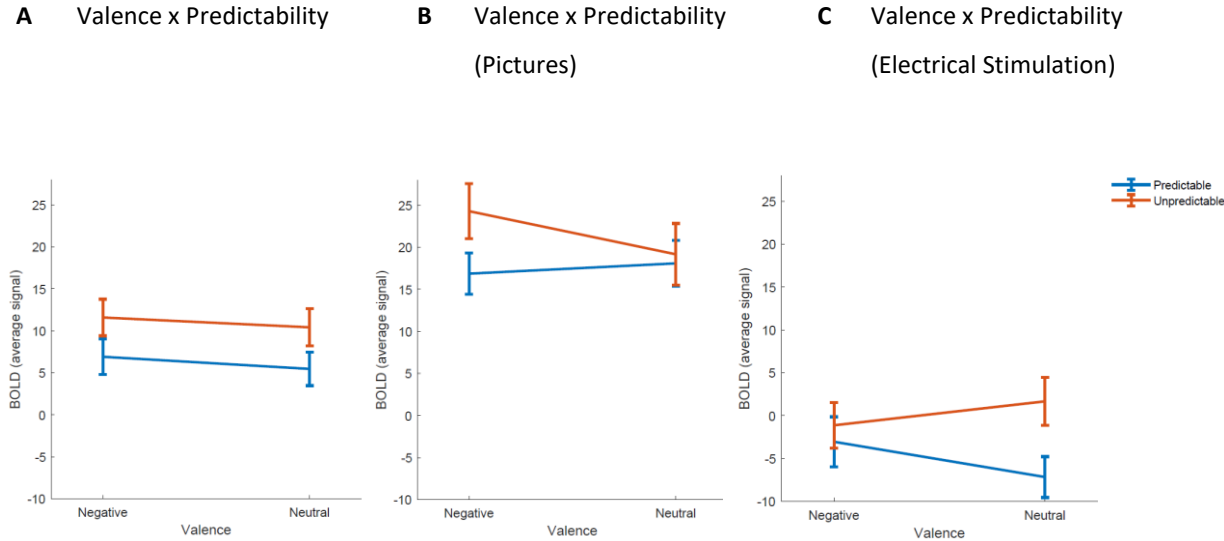 A Valence x Predictability
B Valence x Predictability
(Pictures)
C Valence x Predictability
(Electrical Stimulation)
BOLD (average signal)
25
20
15
10
5
0
-5
-10
Negative
Neutral
Valence
BOLD (average signal)
25
20
15
10
5
0
-5
-10
Negative
Neutral
Valence
BOLD (average signal)
25
20
15
10
5
0
-5
-10
Negative
Neutral
Valence
Predictable
Unpredictable